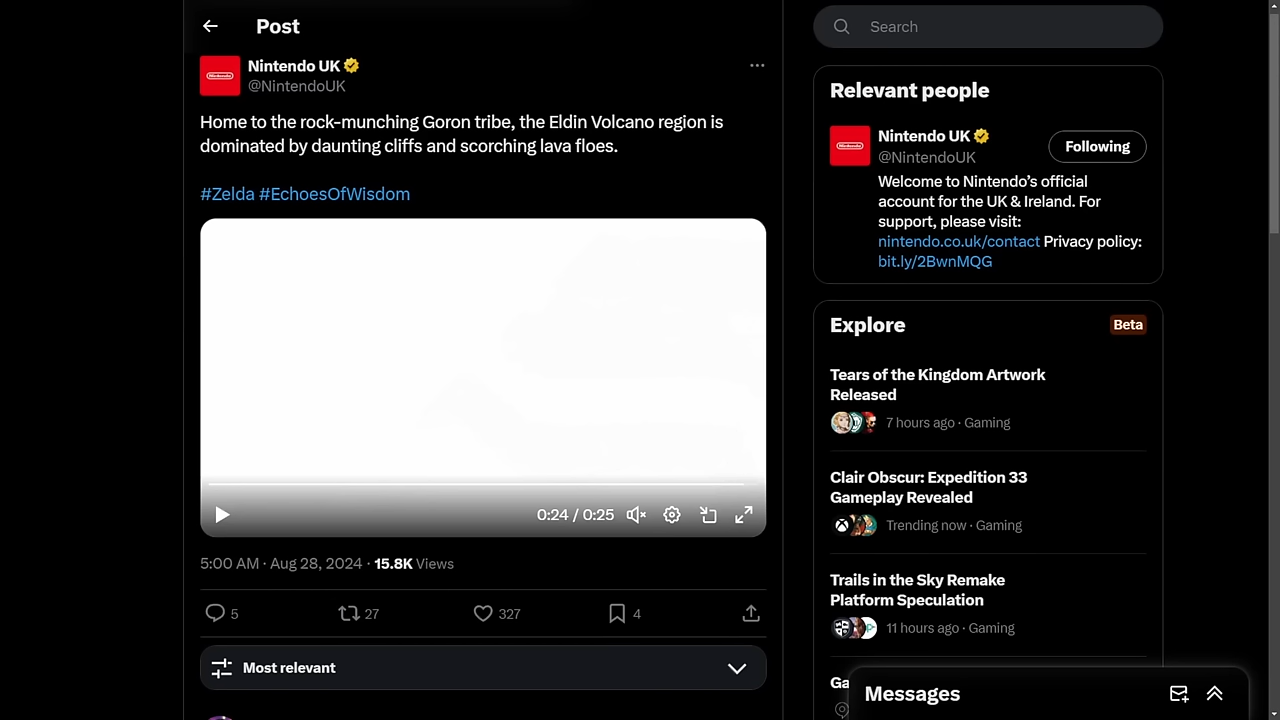 Post
Nintendo UK
@NintendoUK
Home to the rock-munching Goron tribe, the Eldin Volcano region is
dominated by daunting cliffs and scorching lava floes.
#Zelda #EchoesOfWisdom
0:24 / 0:25
5:00 AM · Aug 28, 2024 · 15.8K Views
5 27 327 4
Most relevant
Search
Relevant people
Nintendo UK
@NintendoUK
Following
Welcome to Nintendo’s official
account for the UK & Ireland. For
support, please visit:
nintendo.co.uk/contact Privacy policy:
bit.ly/2BwnMQG
Explore
Beta
Tears of the Kingdom Artwork
Released
7 hours ago · Gaming
Clair Obscur: Expedition 33
Gameplay Revealed
Trending now · Gaming
Trails in the Sky Remake
Platform Speculation
11 hours ago · Gaming
Messages